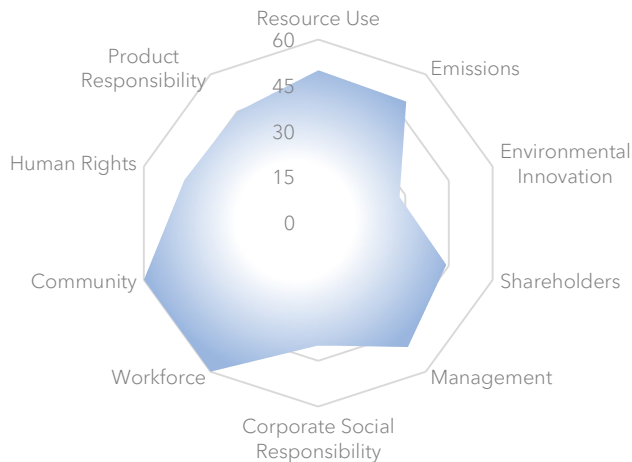 Resource Use
60
Product
Responsibility
Emissions
45
30
Human Rights
Environmental
Innovation
15
0
Community
Shareholders
Workforce
Management
Corporate Social
Responsibility